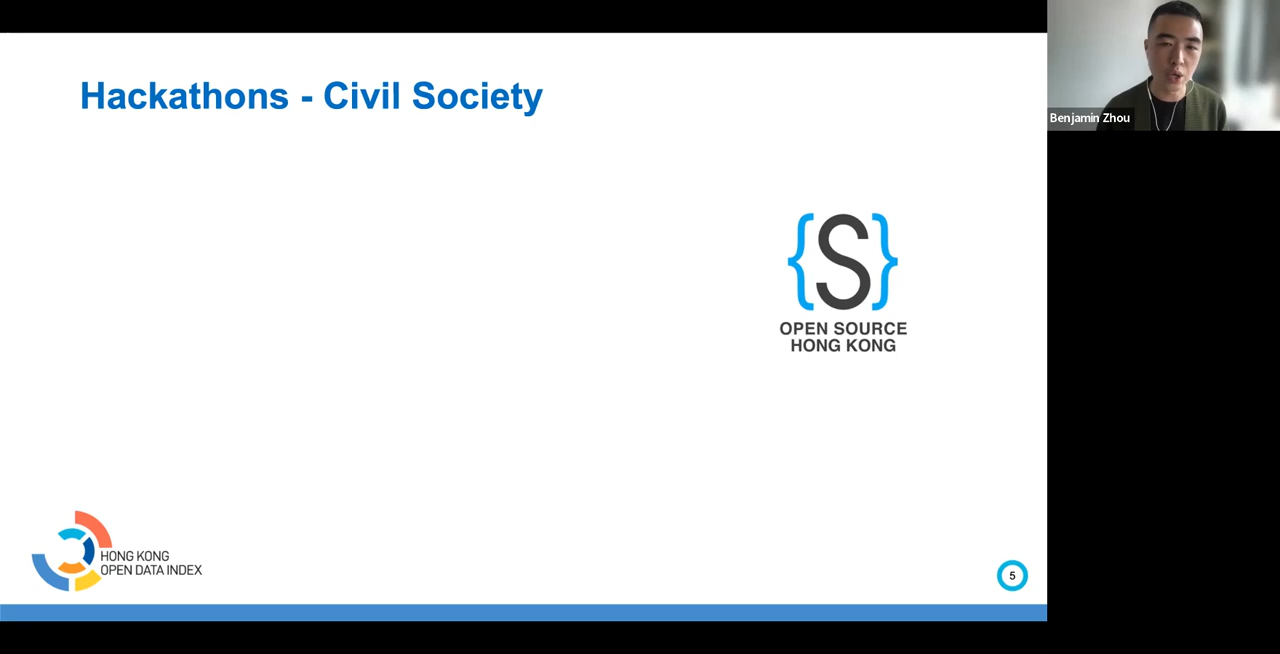 Hackathons - Civil Society
Benjamin Zhou
{S}
OPEN SOURCE
HONG KONG
HONG KONG
OPEN DATA INDEX
5